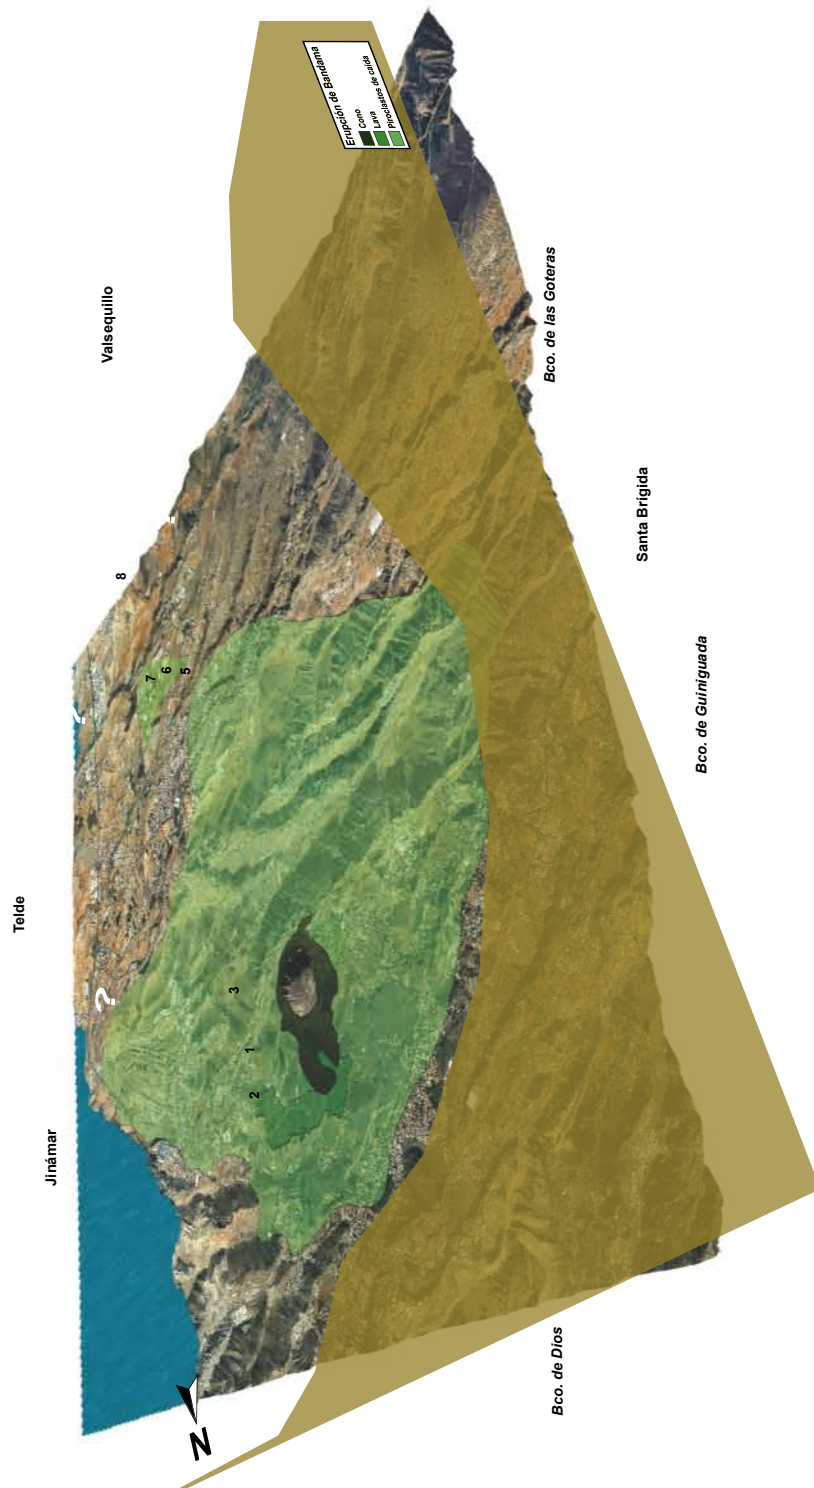 Erupción de Bandama
Cono
Lava
Piroclastos de caída
Valsequillo
Telde
Jinámar
Bco. de las Goteras
Santa Brígida
Bco. de Guiniguada
Bco. de Dios
8
7
6
5
3
1
2
?
?
N